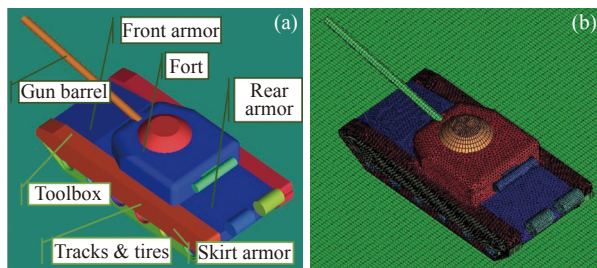 (a)
(b)
Front armor
Fort
Gun barrel
Rear
armor
Toolbox
Tracks & tires
Skirt armor